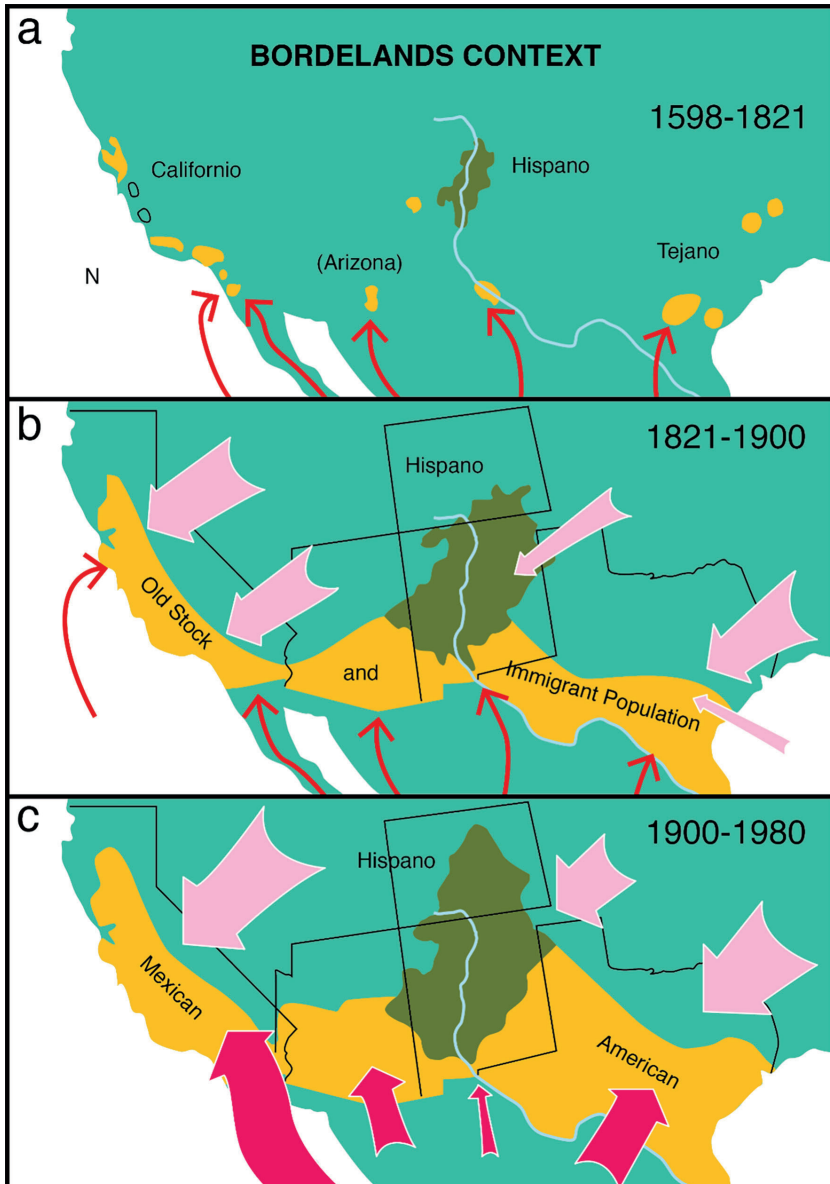 a
BORDELANDS CONTEXT
1598-1821
Californio
Hispano
(Arizona)
Tejano
N
b
1821-1900
Hispano
Old Stock
and
Immigrant Population
c
1900-1980
Hispano
Mexican
American